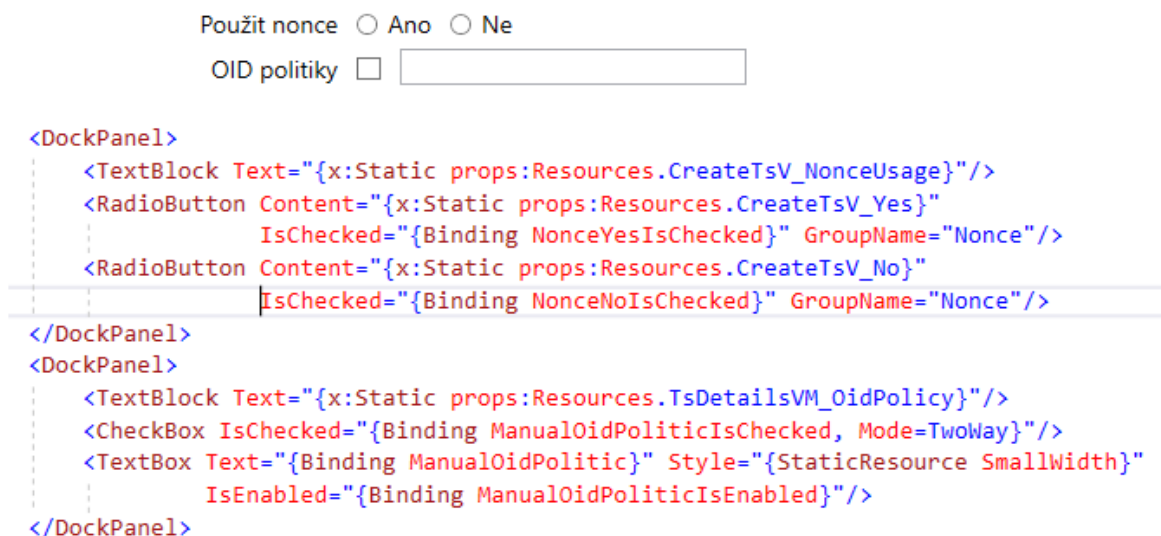 Použit nonce Ano Ne
OID politiky
<DockPanel>
    <TextBlock Text="{x:Static props:Resources.CreateTsV_NonceUsage}"/>
    <RadioButton Content="{x:Static props:Resources.CreateTsV_Yes}"
                 IsChecked="{Binding NonceYesIsChecked}" GroupName="Nonce"/>
    <RadioButton Content="{x:Static props:Resources.CreateTsV_No}"
                 IsChecked="{Binding NonceNoIsChecked}" GroupName="Nonce"/>
</DockPanel>
<DockPanel>
    <TextBlock Text="{x:Static props:Resources.TsDetailsVM_OidPolicy}"/>
    <CheckBox IsChecked="{Binding ManualOidPoliticIsChecked, Mode=TwoWay}"/>
    <TextBox Text="{Binding ManualOidPolitic}" Style="{StaticResource SmallWidth}"
             IsEnabled="{Binding ManualOidPoliticIsEnabled}"/>
</DockPanel>